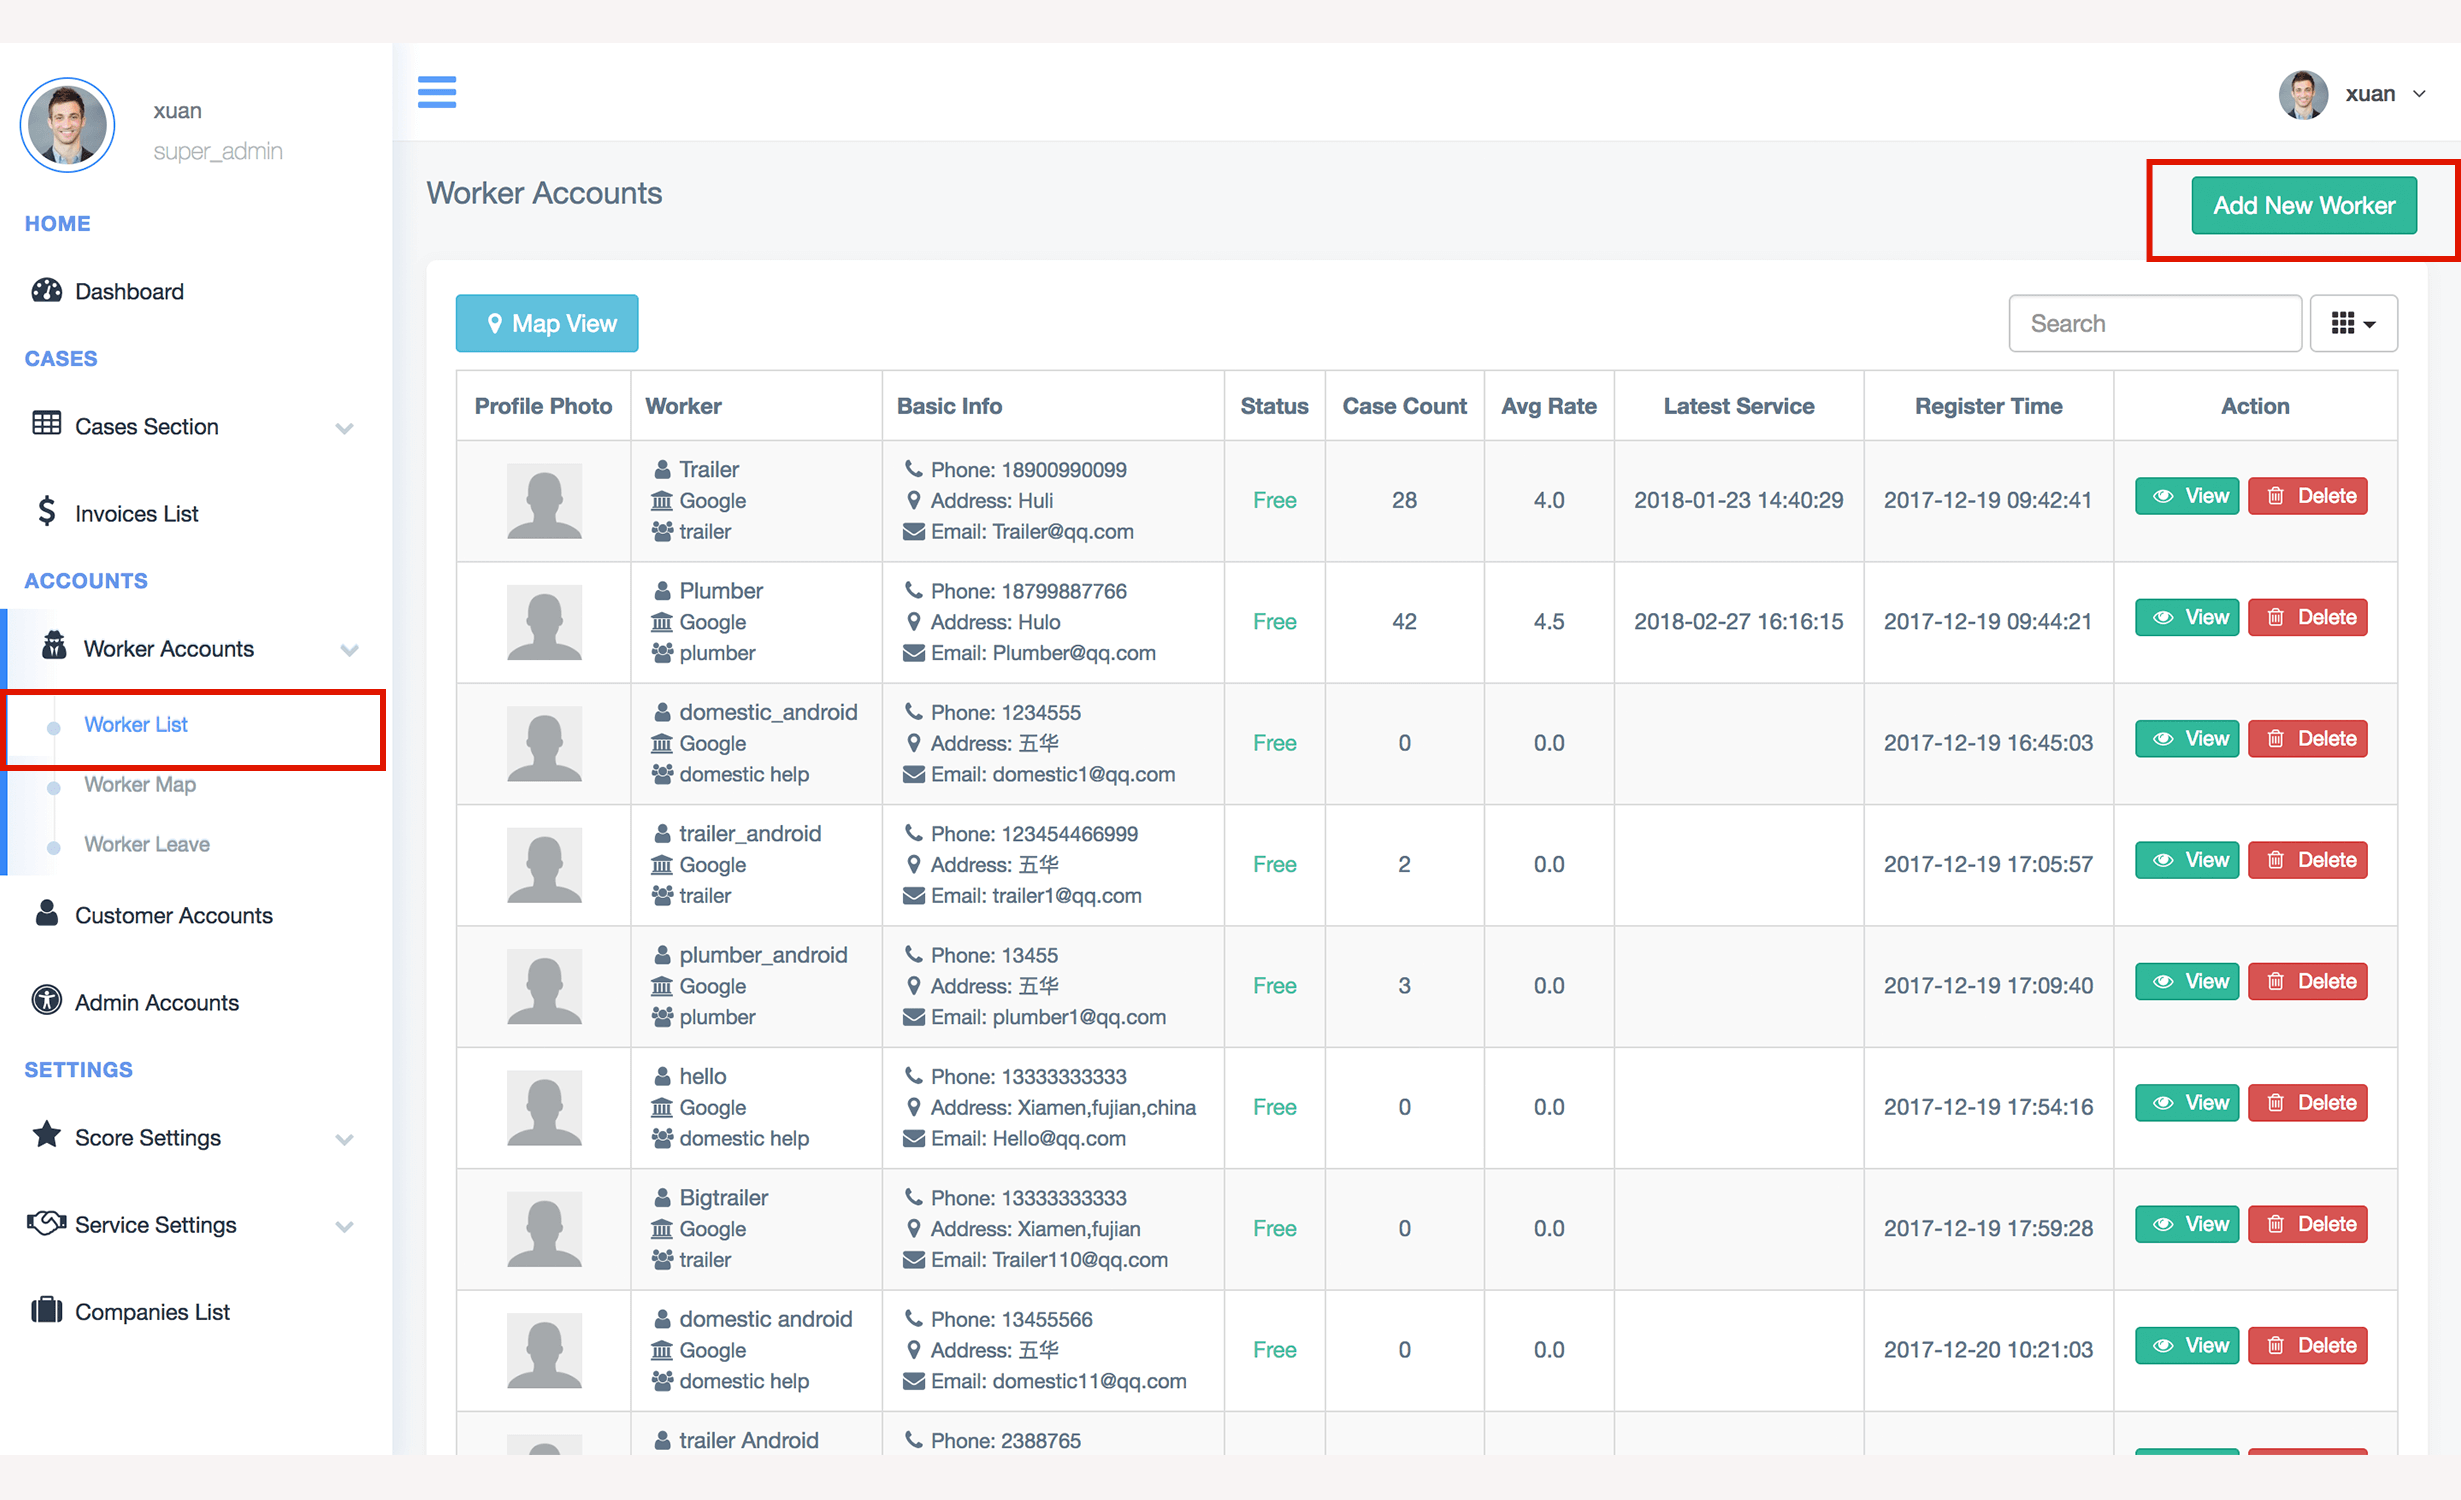 xuan
super_admin
HOME
Dashboard
CASES
Cases Section
Invoices List
ACCOUNTS
Worker Accounts
Worker List
Worker Map
Worker Leave
Customer Accounts
Admin Accounts
SETTINGS
Score Settings
Service Settings
Companies List
xuan
Worker Accounts
Add New Worker
Map View
Search
Profile Photo Worker Basic Info Status Case Count Avg Rate Latest Service Register Time Action
Trailer
Google
trailer
Phone: 18900990099
Address: Huli
Email: Trailer@qq.com
Free 28 4.0 2018-01-23 14:40:29 2017-12-19 09:42:41 View Delete
Plumber
Google
plumber
Phone: 18799887766
Address: Hulo
Email: Plumber@qq.com
Free 42 4.5 2018-02-27 16:16:15 2017-12-19 09:44:21 View Delete
domestic_android
Google
domestic help
Phone: 1234555
Address: 五华
Email: domestic1@qq.com
Free 0 0.0 2017-12-19 16:45:03 View Delete
trailer_android
Google
trailer
Phone: 123454466999
Address: 五华
Email: trailer1@qq.com
Free 2 0.0 2017-12-19 17:05:57 View Delete
plumber_android
Google
plumber
Phone: 13455
Address: 五华
Email: plumber1@qq.com
Free 3 0.0 2017-12-19 17:09:40 View Delete
hello
Google
domestic help
Phone: 13333333333
Address: Xiamen,fujian,china
Email: Hello@qq.com
Free 0 0.0 2017-12-19 17:54:16 View Delete
Bigtrailer
Google
trailer
Phone: 13333333333
Address: Xiamen,fujian
Email: Trailer110@qq.com
Free 0 0.0 2017-12-19 17:59:28 View Delete
domestic android
Google
domestic help
Phone: 13455566
Address: 五华
Email: domestic11@qq.com
Free 0 0.0 2017-12-20 10:21:03 View Delete
trailer Android
Phone: 2388765